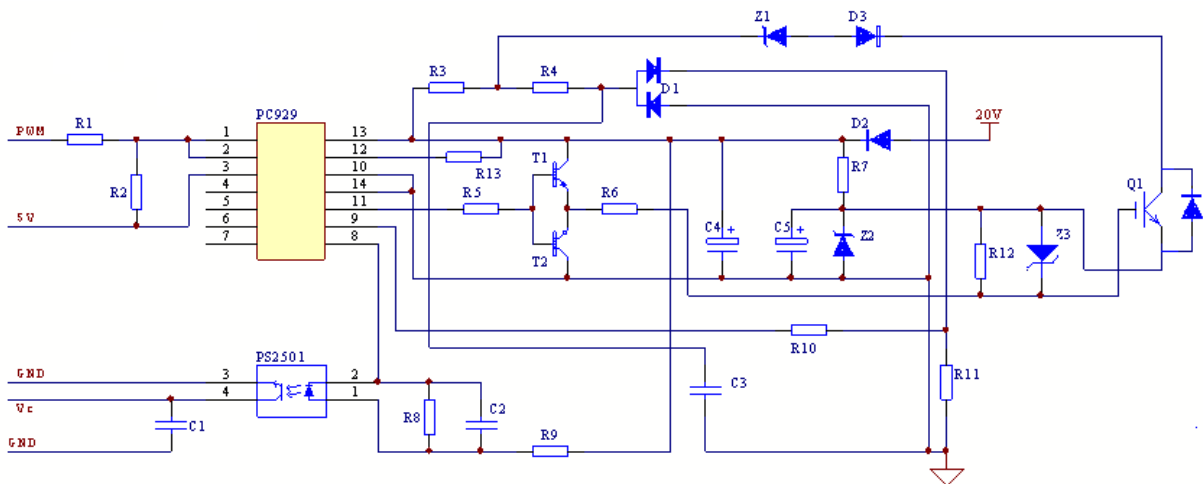 Z1 D3
R3 R4
D1
PC929
20V
PWM R1 1 13 D2
2 12
R13 T1 R7
3 10
R2 4 14 R5 R6 Q1
5 11
5V 6 9 C4 + C5 + Z2 Z3
7 8 T2 R12
R10
PS2501
GND 3 2 C3 R11
Vc 4 1
C1 R8 C2
GND R9